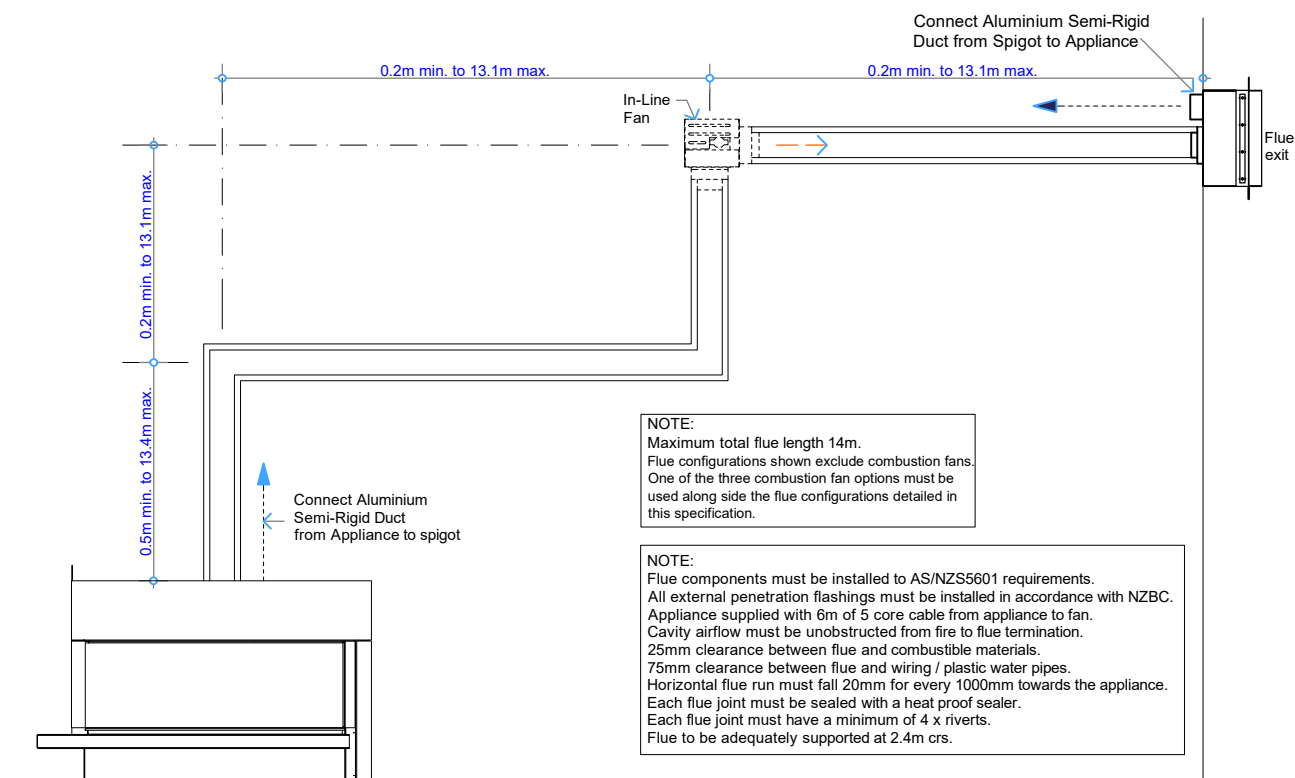 Connect Aluminium Semi-Rigid
Duct from Spigot to Appliance
0.2m min. to 13.1m max.
0.2m min. to 13.1m max.
In-Line
Fan
Flue
exit
0.2m min. to 13.1m max.
0.5m min. to 13.4m max.
Connect Aluminium
Semi-Rigid Duct
from Appliance to spigot
NOTE:
Maximum total flue length 14m.
Flue configurations shown exclude combustion fans.
One of the three combustion fan options must be
used along side the flue configurations detailed in
this specification.
NOTE:
Flue components must be installed to AS/NZS5601 requirements.
All external penetration flashings must be installed in accordance with NZBC.
Appliance supplied with 6m of 5 core cable from appliance to fan.
Cavity airflow must be unobstructed from fire to flue termination.
25mm clearance between flue and combustible materials.
75mm clearance between flue and wiring / plastic water pipes.
Horizontal flue run must fall 20mm for every 1000mm towards the appliance.
Each flue joint must be sealed with a heat proof sealer.
Each flue joint must have a minimum of 4 x riverts.
Flue to be adequately supported at 2.4m crs.